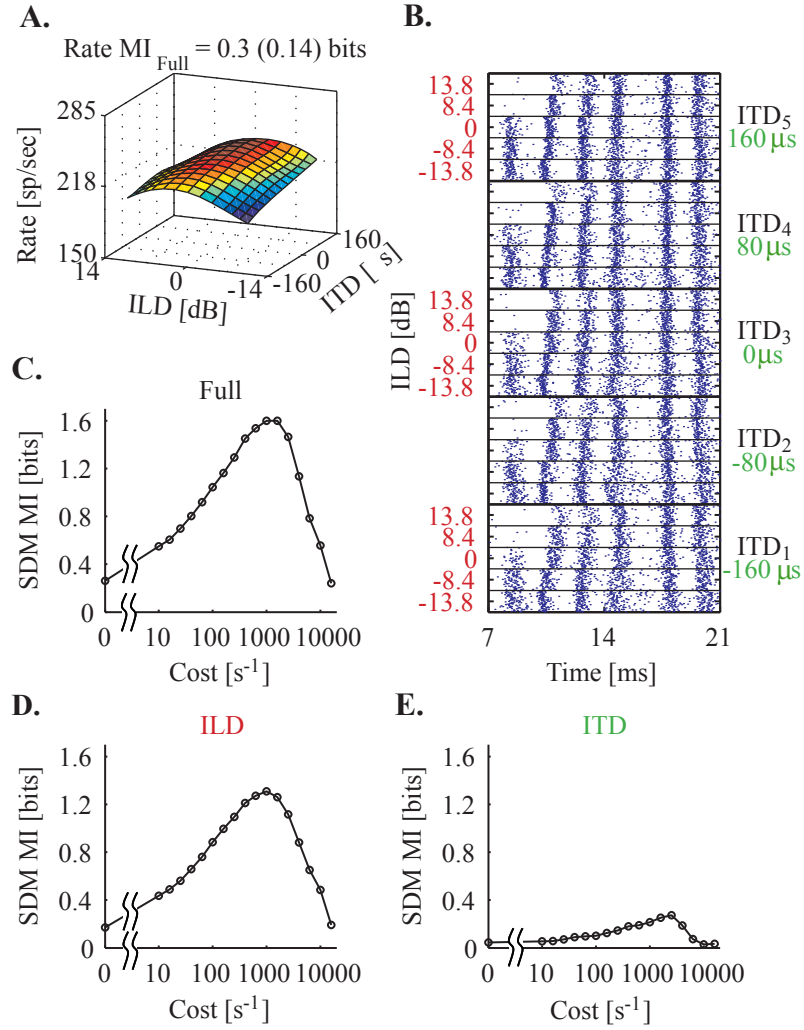 A.
Rate MI Full = 0.3 (0.14) bits
285
218
150
Rate [sp/sec]
14
0
-14
ILD [dB]
-160
0
160
ITD [ s]
B.
13.8
8.4
0
-8.4
-13.8
ILD [dB]
13.8
8.4
0
-8.4
-13.8
13.8
8.4
0
-8.4
-13.8
ITD5
160 μs
ITD4
80μs
ITD3
0μs
ITD2
-80μs
ITD1
-160 μs
7
14
21
Time [ms]
C.
Full
1.6
1.2
0.8
0.4
0
SDM MI [bits]
0
10
100
1000
10000
Cost [s-1]
D.
ILD
1.6
1.2
0.8
0.4
0
SDM MI [bits]
0
10
100
1000
10000
Cost [s-1]
E.
ITD
1.6
1.2
0.8
0.4
0
SDM MI [bits]
0
10
100
1000
10000
Cost [s-1]